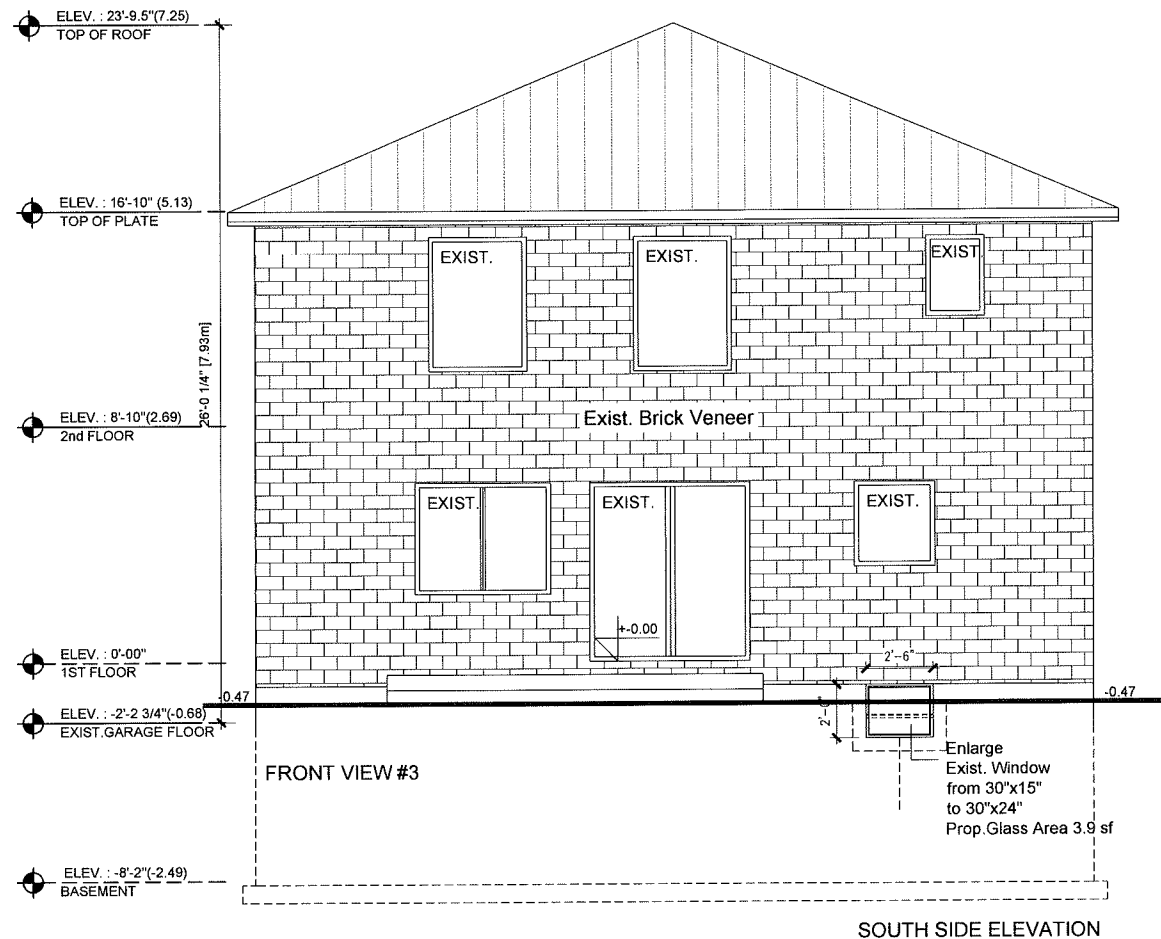 ELEV. : 23'-9.5"(7.25)
TOP OF ROOF
ELEV. : 16'-10" (5.13)
TOP OF PLATE
EXIST.
EXIST.
EXIST.
26'-0 1/4" [7.93m]
ELEV. : 8'-10"(2.69)
2nd FLOOR
Exist. Brick Veneer
EXIST.
EXIST.
EXIST.
+-0.00
ELEV. : 0'-00"
1ST FLOOR
2'-6"
-0.47
-0.47
2'-0"
ELEV. : -2'-2 3/4"(-0.68)
EXIST.GARAGE FLOOR
FRONT VIEW #3
Enlarge
Exist. Window
from 30"x15"
to 30"x24"
Prop.Glass Area 3.9 sf
ELEV. : -8'-2"(-2.49)
BASEMENT
SOUTH SIDE ELEVATION